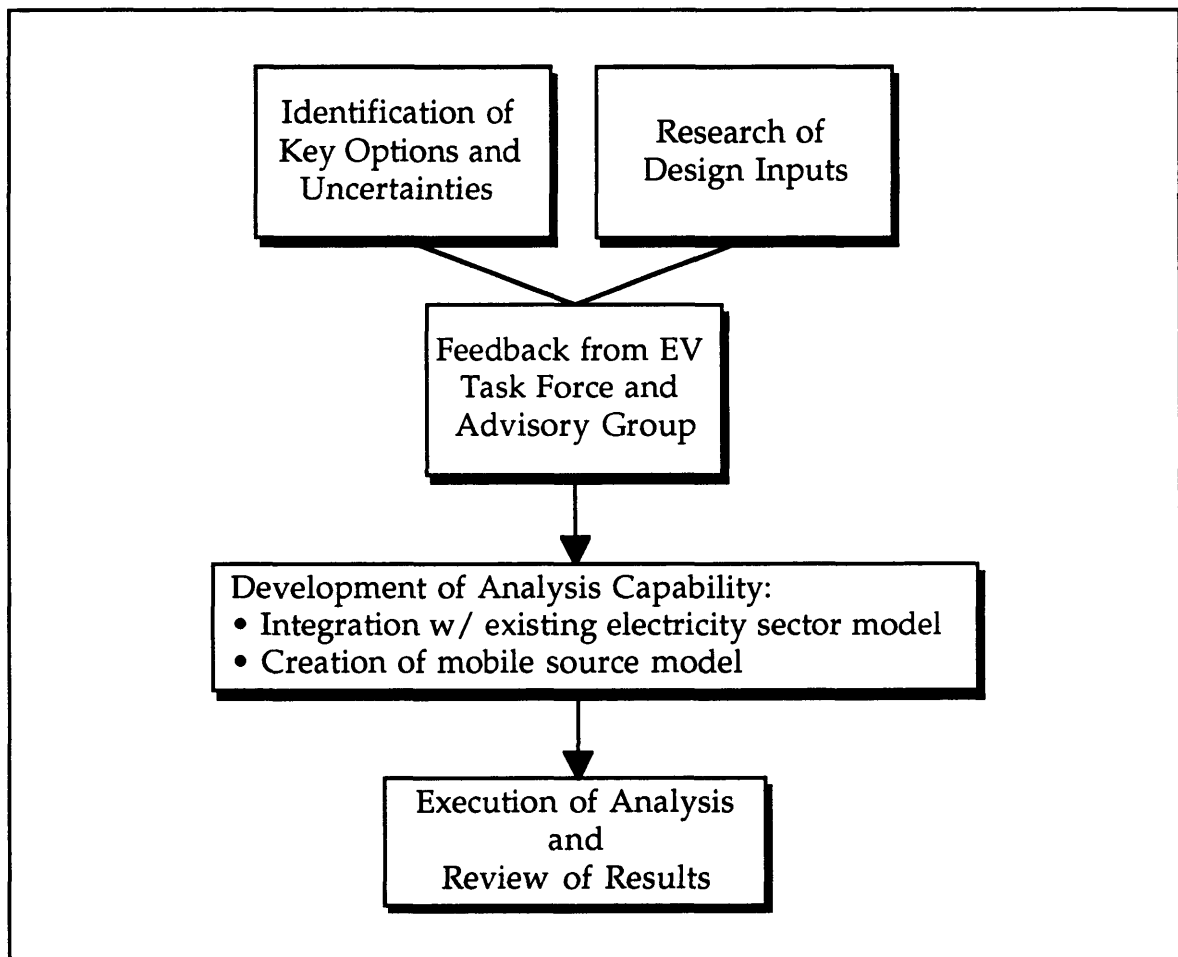 Identification of
Key Options and
Uncertainties
Research of
Design Inputs
Feedback from EV
Task Force and
Advisory Group
Development of Analysis Capability:
• Integration w/ existing electricity sector model
• Creation of mobile source model
Execution of Analysis
and
Review of Results